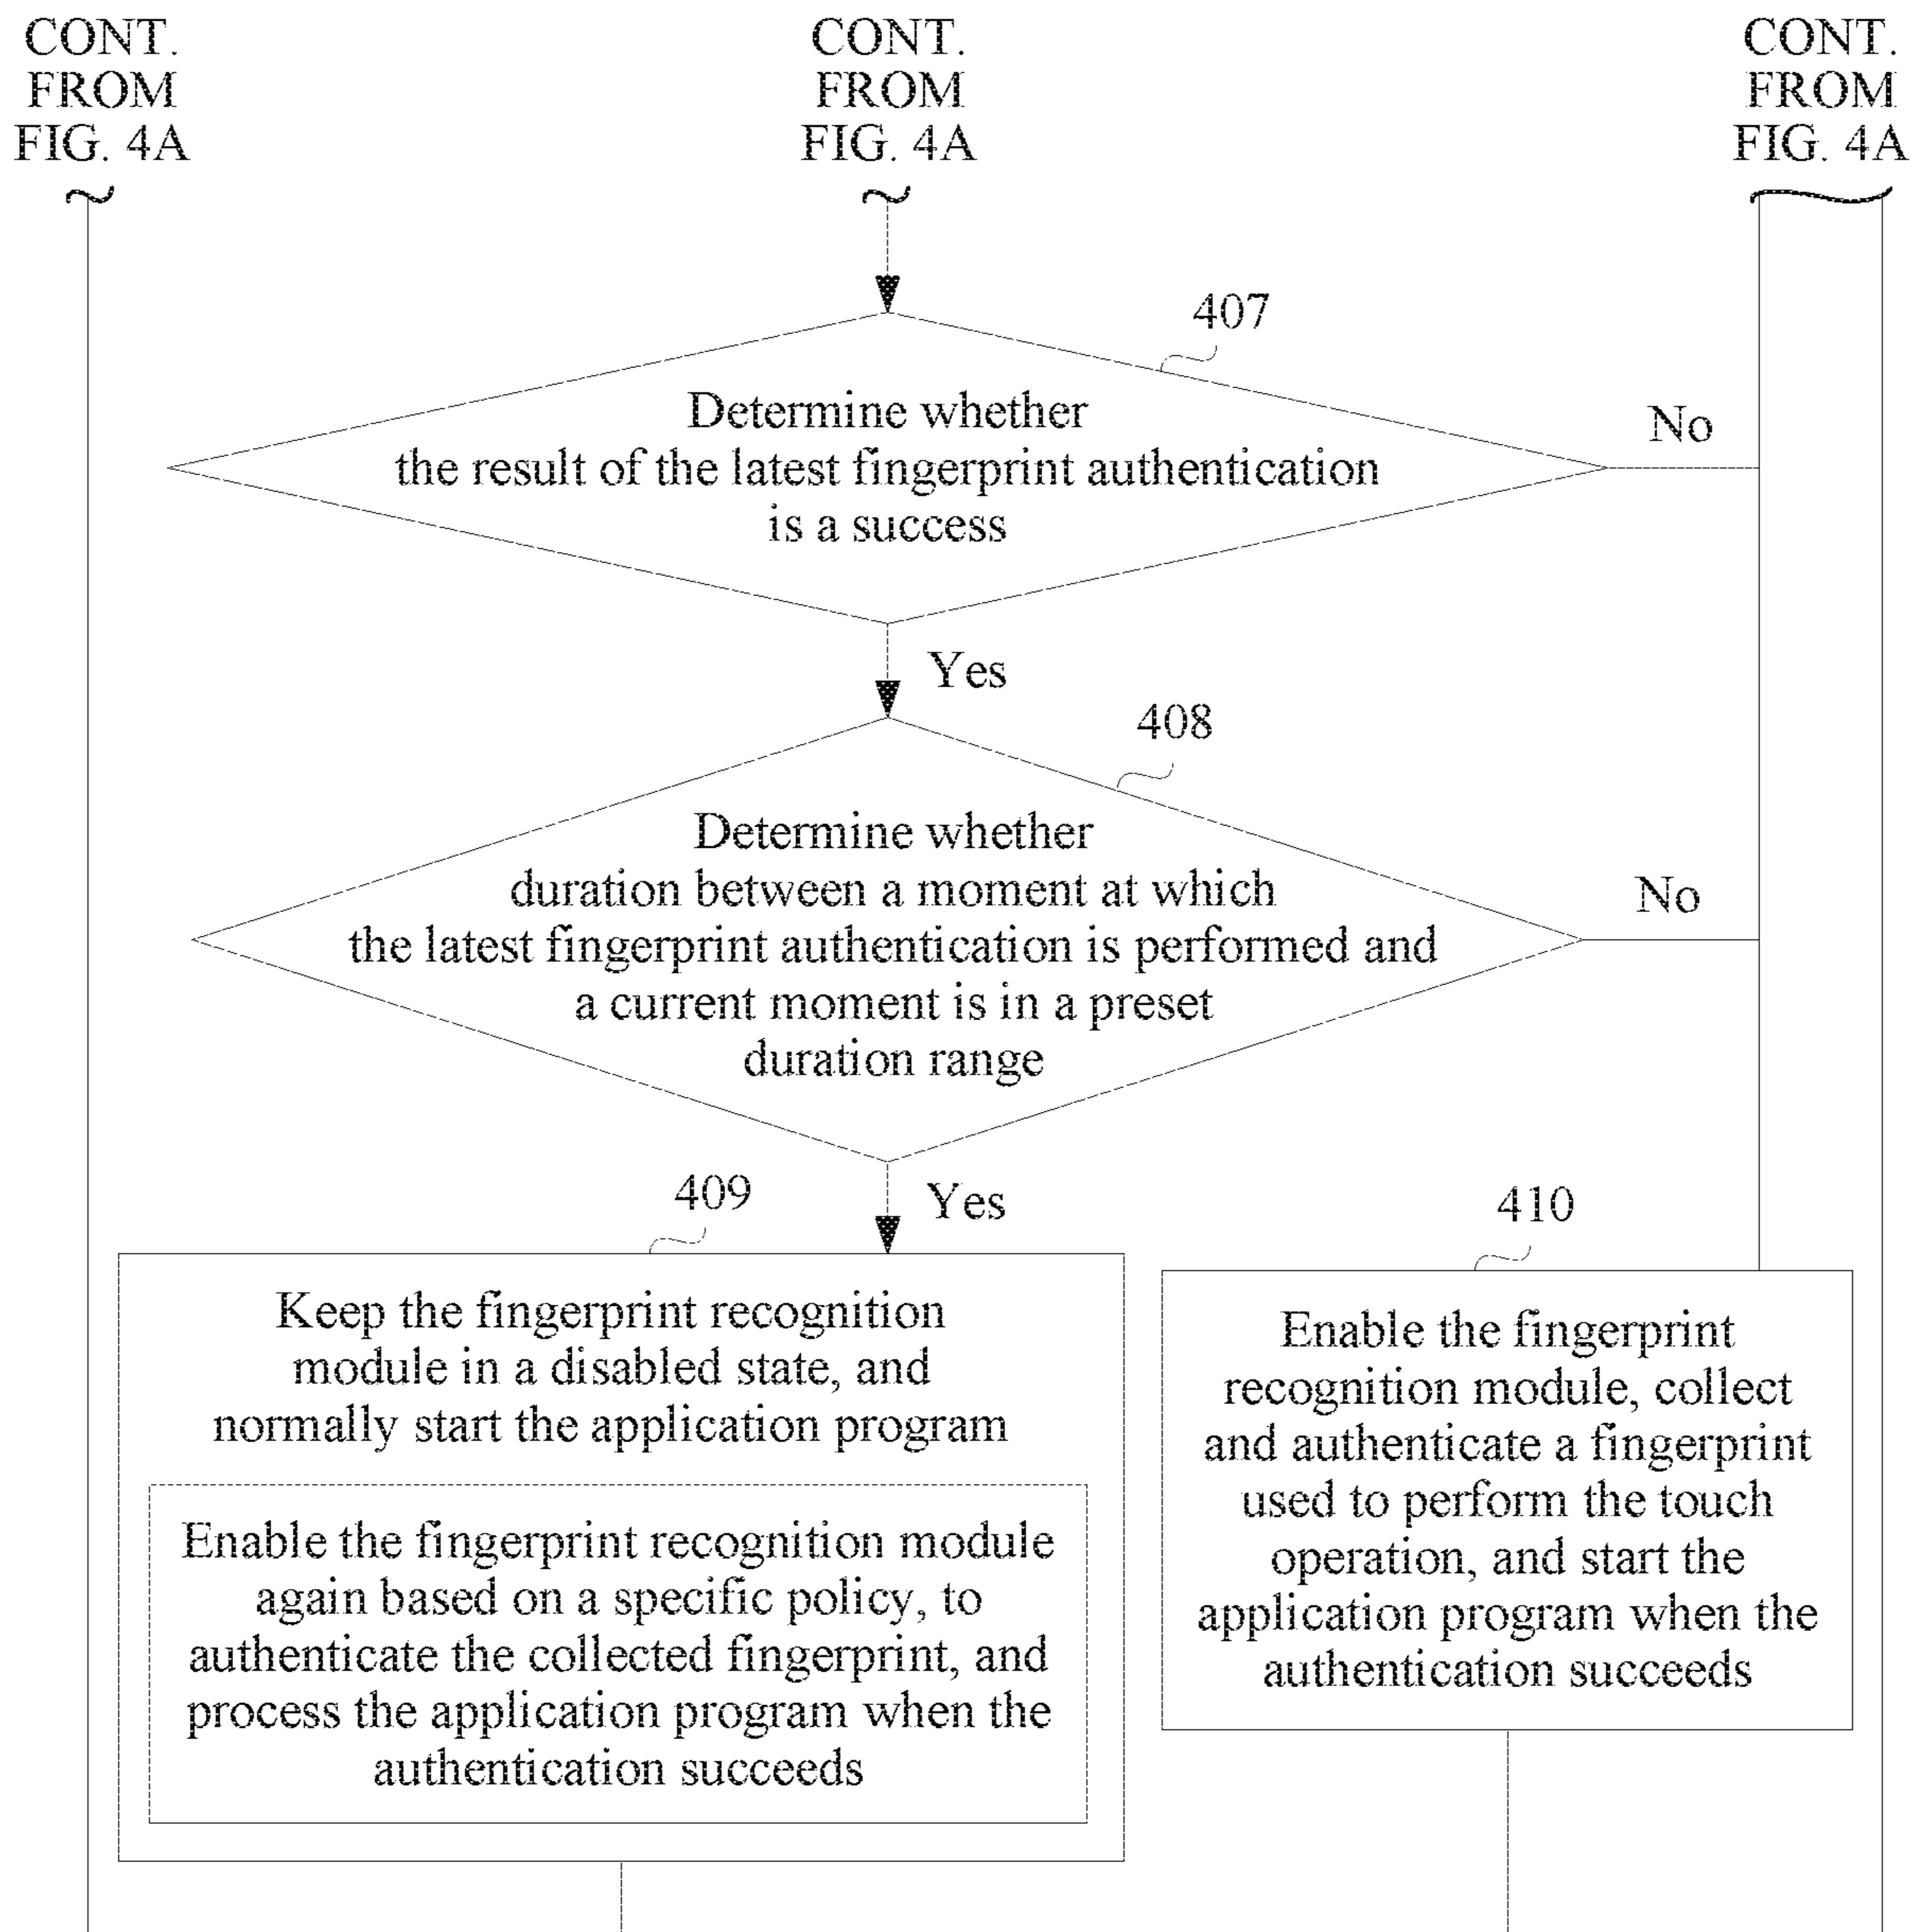 CONT.
FROM
FIG. 4A
CONT.
FROM
FIG. 4A
CONT.
FROM
FIG. 4A
407
Determine whether
the result of the latest fingerprint authentication
is a success
No
Yes
408
Determine whether
duration between a moment at which
the latest fingerprint authentication is performed and
a current moment is in a preset
duration range
No
Yes
409
Keep the fingerprint recognition
module in a disabled state, and
normally start the application program
Enable the fingerprint recognition module
again based on a specific policy, to
authenticate the collected fingerprint, and
process the application program when the
authentication succeeds
410
Enable the fingerprint
recognition module, collect
and authenticate a fingerprint
used to perform the touch
operation, and start the
application program when the
authentication succeeds